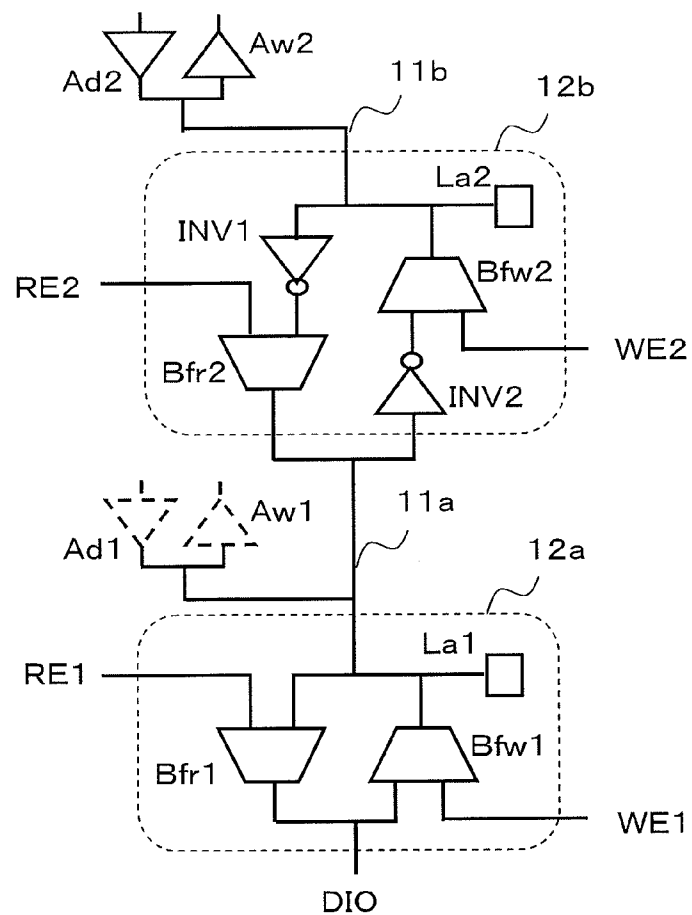 Ad2
Aw2
11b
12b
La2
INV1
Bfw2
RE2
Bfr2
WE2
INV2
11a
Ad1
Aw1
12a
La1
RE1
Bfr1
Bfw1
WE1
DIO